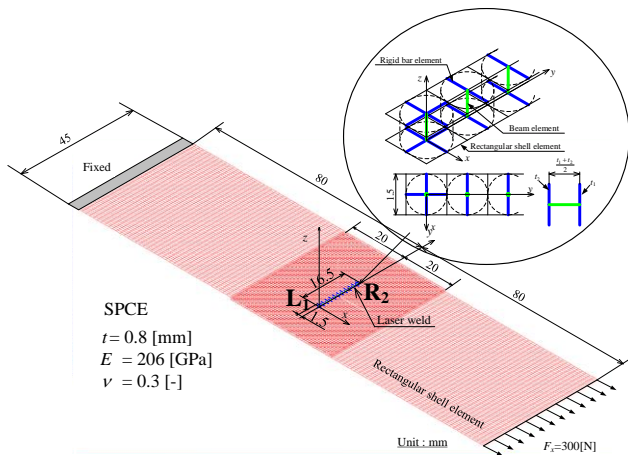 Rigid bar element
z
y
Beam element
Rectangular shell element
x
1.5
y
x
t₁ + t₂
2
t₂
t₁
45
Fixed
80
z
20
20
y
16.5
L₁
R₂
1.5
x
Laser weld
80
SPCE
t = 0.8 [mm]
E = 206 [GPa]
ν = 0.3 [-]
Rectangular shell element
Unit : mm
Fₓ=300[N]